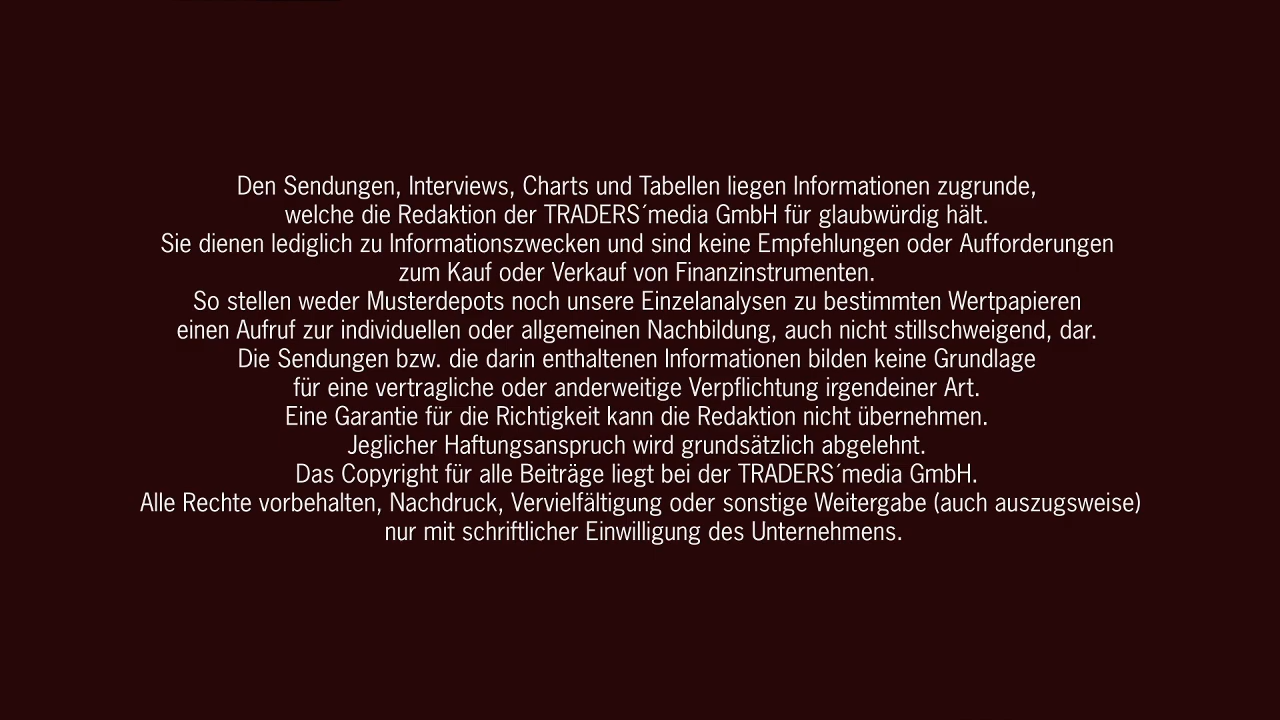 Den Sendungen, Interviews, Charts und Tabellen liegen Informationen zugrunde,
welche die Redaktion der TRADERS´media GmbH für glaubwürdig hält.
Sie dienen lediglich zu Informationszwecken und sind keine Empfehlungen oder Aufforderungen
zum Kauf oder Verkauf von Finanzinstrumenten.
So stellen weder Musterdepots noch unsere Einzelanalysen zu bestimmten Wertpapieren
einen Aufruf zur individuellen oder allgemeinen Nachbildung, auch nicht stillschweigend, dar.
Die Sendungen bzw. die darin enthaltenen Informationen bilden keine Grundlage
für eine vertragliche oder anderweitige Verpflichtung irgendeiner Art.
Eine Garantie für die Richtigkeit kann die Redaktion nicht übernehmen.
Jeglicher Haftungsanspruch wird grundsätzlich abgelehnt.
Das Copyright für alle Beiträge liegt bei der TRADERS´media GmbH.
Alle Rechte vorbehalten, Nachdruck, Vervielfältigung oder sonstige Weitergabe (auch auszugsweise)
nur mit schriftlicher Einwilligung des Unternehmens.